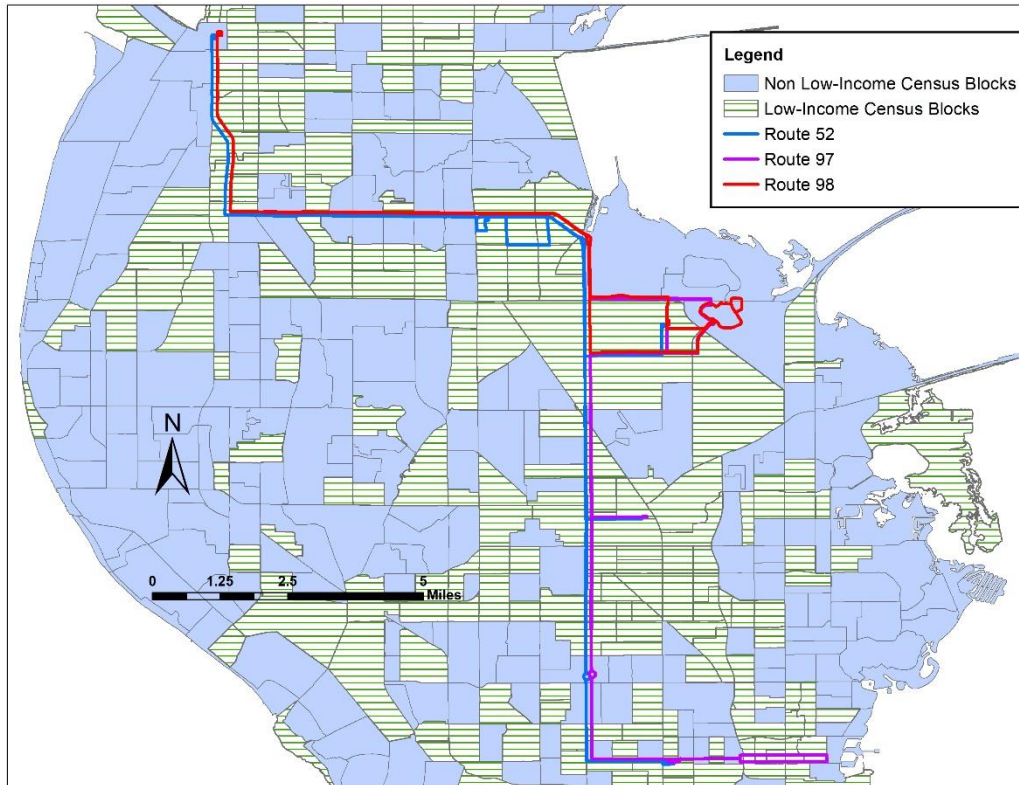 Legend
Non Low-Income Census Blocks
Low-Income Census Blocks
Route 52
Route 97
Route 98
N
0 1.25 2.5 5
Miles